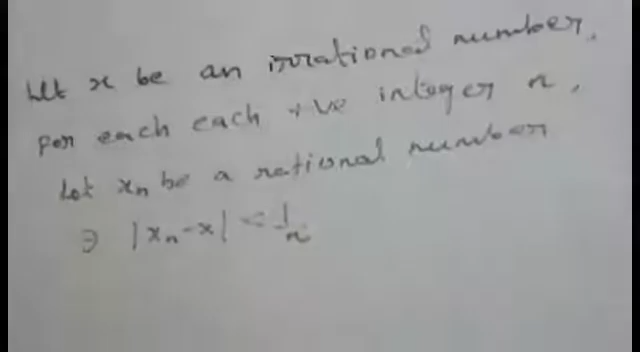 Let x be an irrational number.
for each each +ve integer n,
Let xₙ be a rational number
∋ |xₙ-x| < 1/n